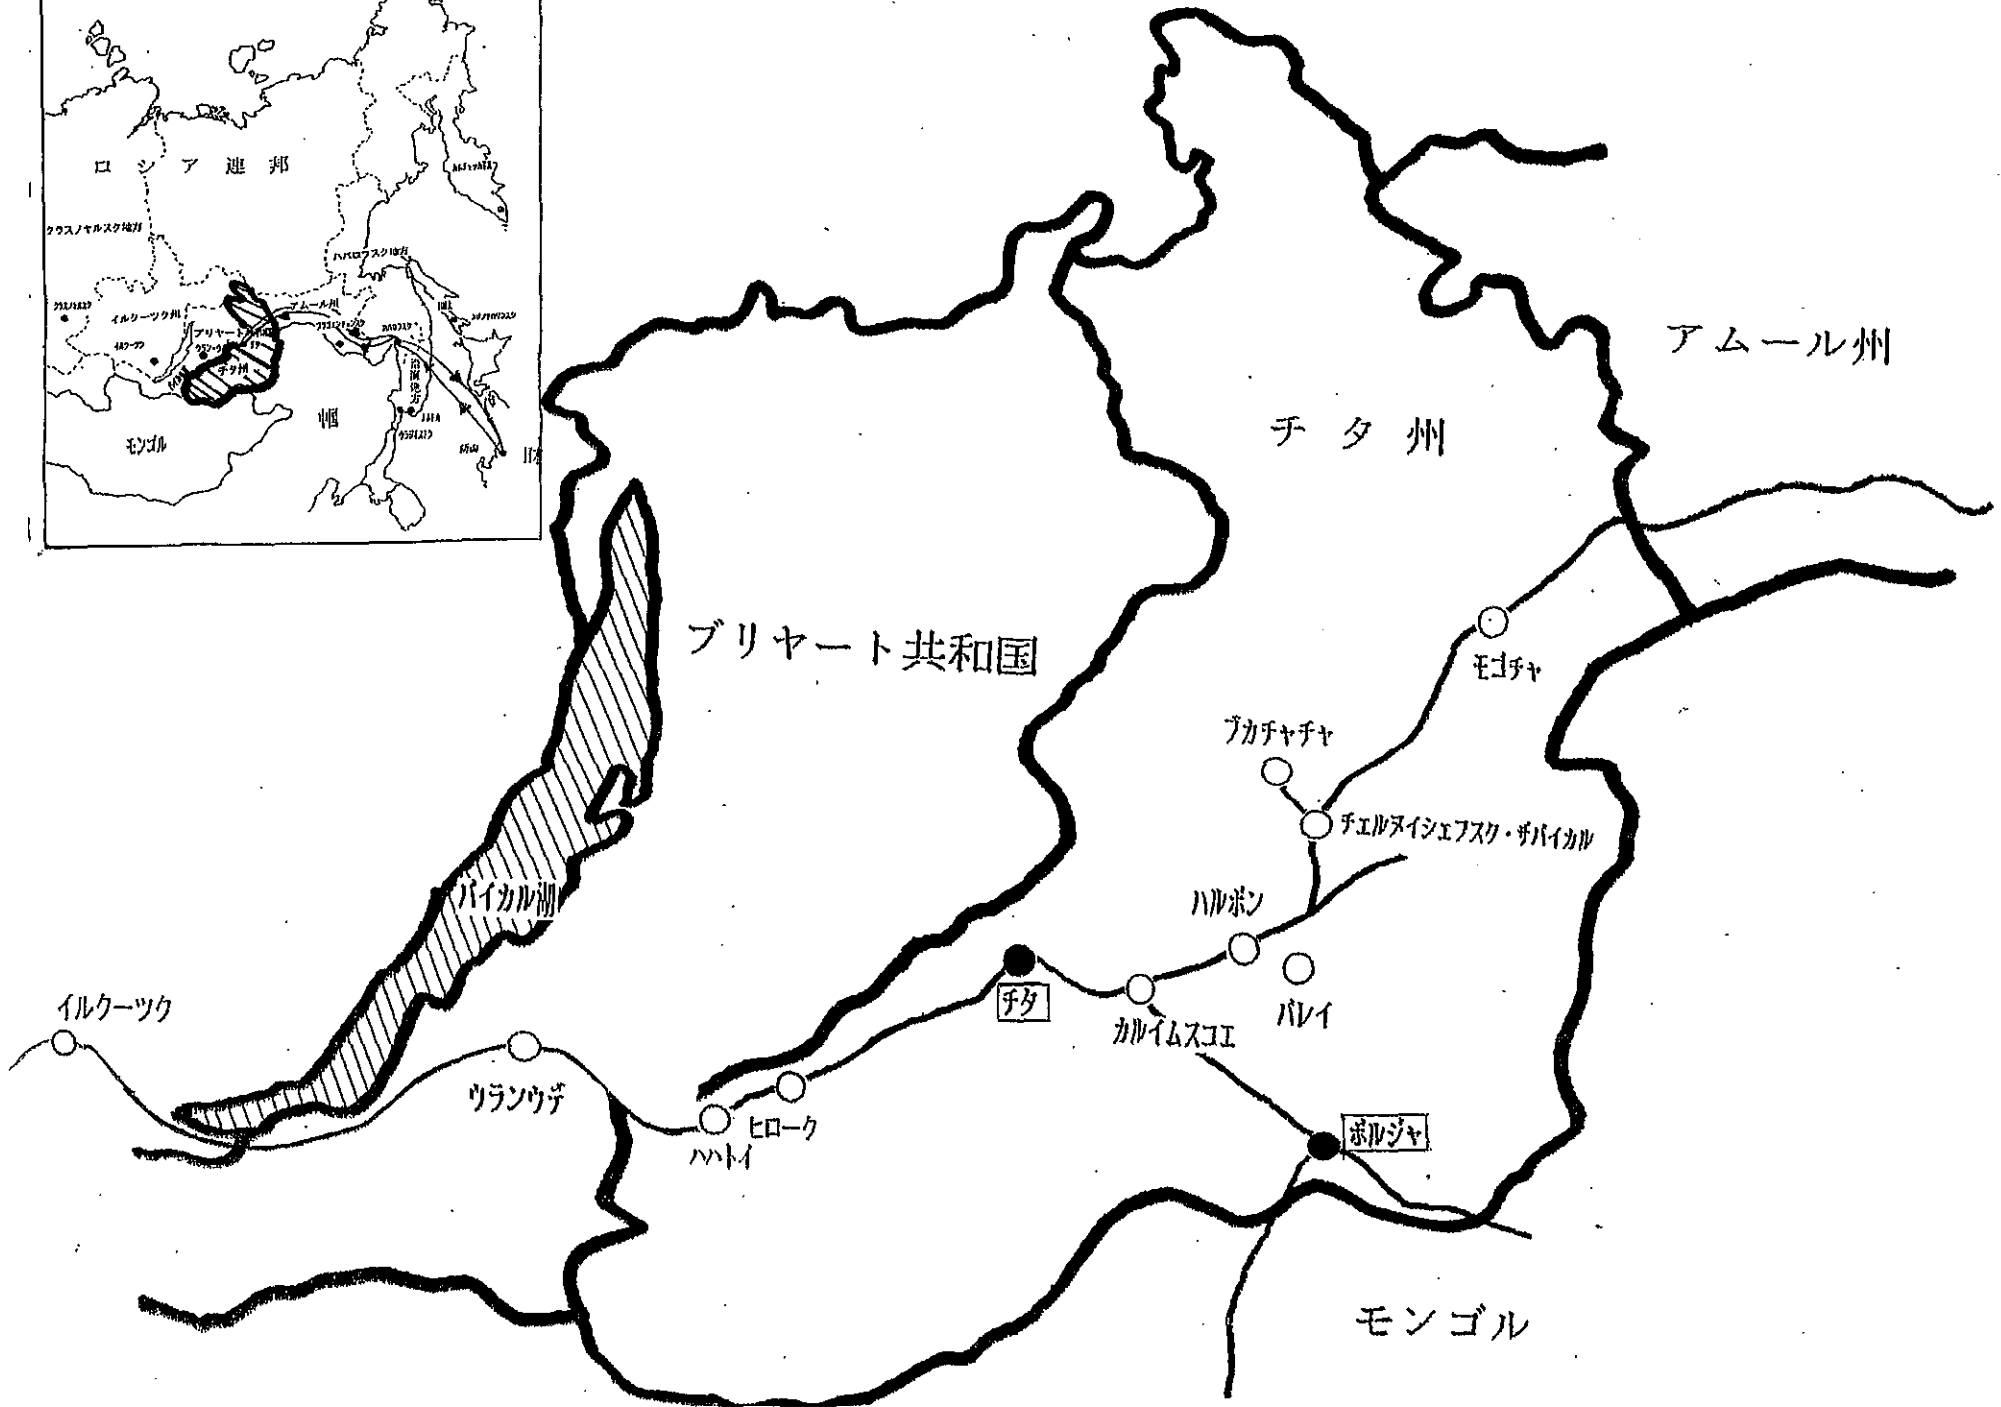 ロシア連邦
クラスノヤルスク地方
ハバロフスク地方
アムール州
イルクーツク州
チタ州
モンゴル
アムール州
チタ州
ブリヤート共和国
モゴチャ
ブカチャチャ
チェルヌイシェフスク・ザバイカル
バイカル湖
ハルボン
イルクーツク
チタ
カルイムスコエ
バレイ
ウランウデ
ヒローク
ハハトイ
ボルジャ
モンゴル